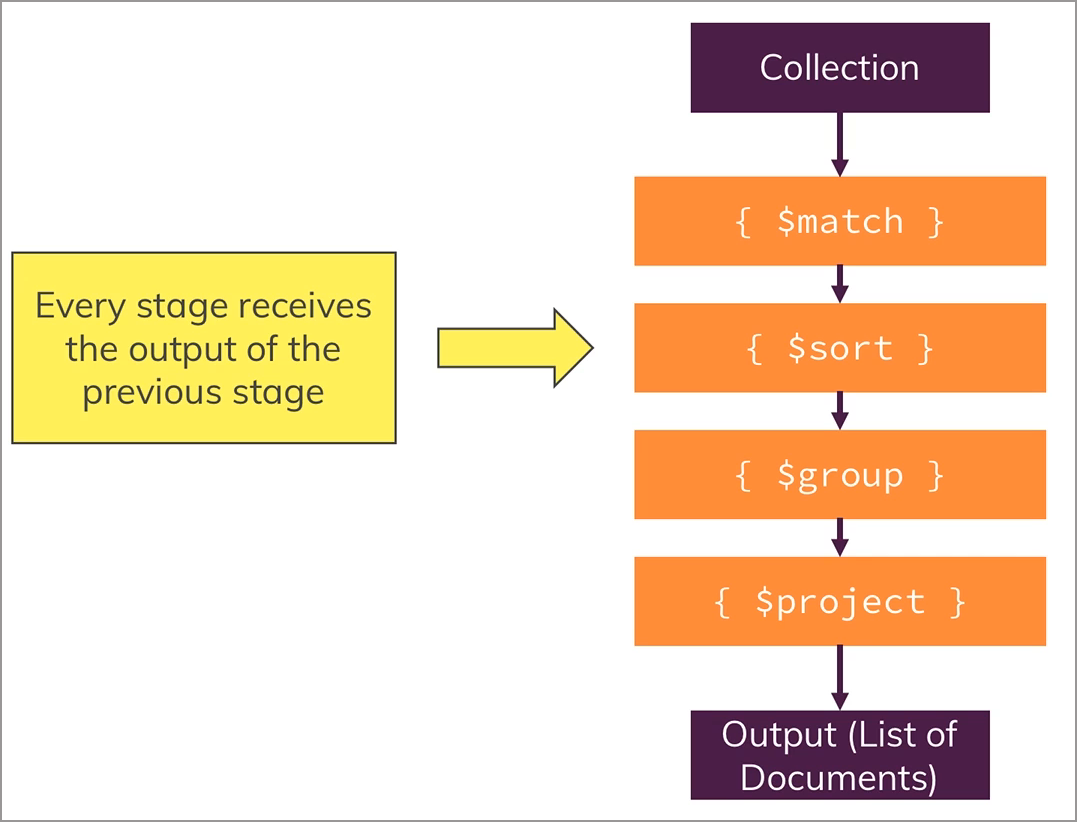 Collection
{ $match }
Every stage receives
the output of the
previous stage
{ $sort }
{ $group }
{ $project }
Output (List of
Documents)